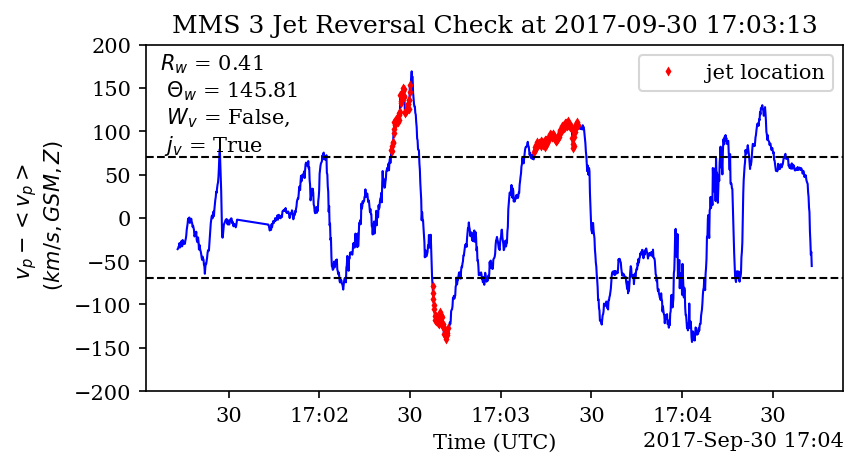 MMS 3 Jet Reversal Check at 2017-09-30 17:03:13
R_w = 0.41
Θ_w = 145.81
W_v = False,
j_v = True
jet location
200
150
100
50
0
−50
−100
−150
−200
v_p − < v_p >
(km/s, GSM, Z)
30 17:02 30 17:03 30 17:04 30
Time (UTC)
2017-Sep-30 17:04